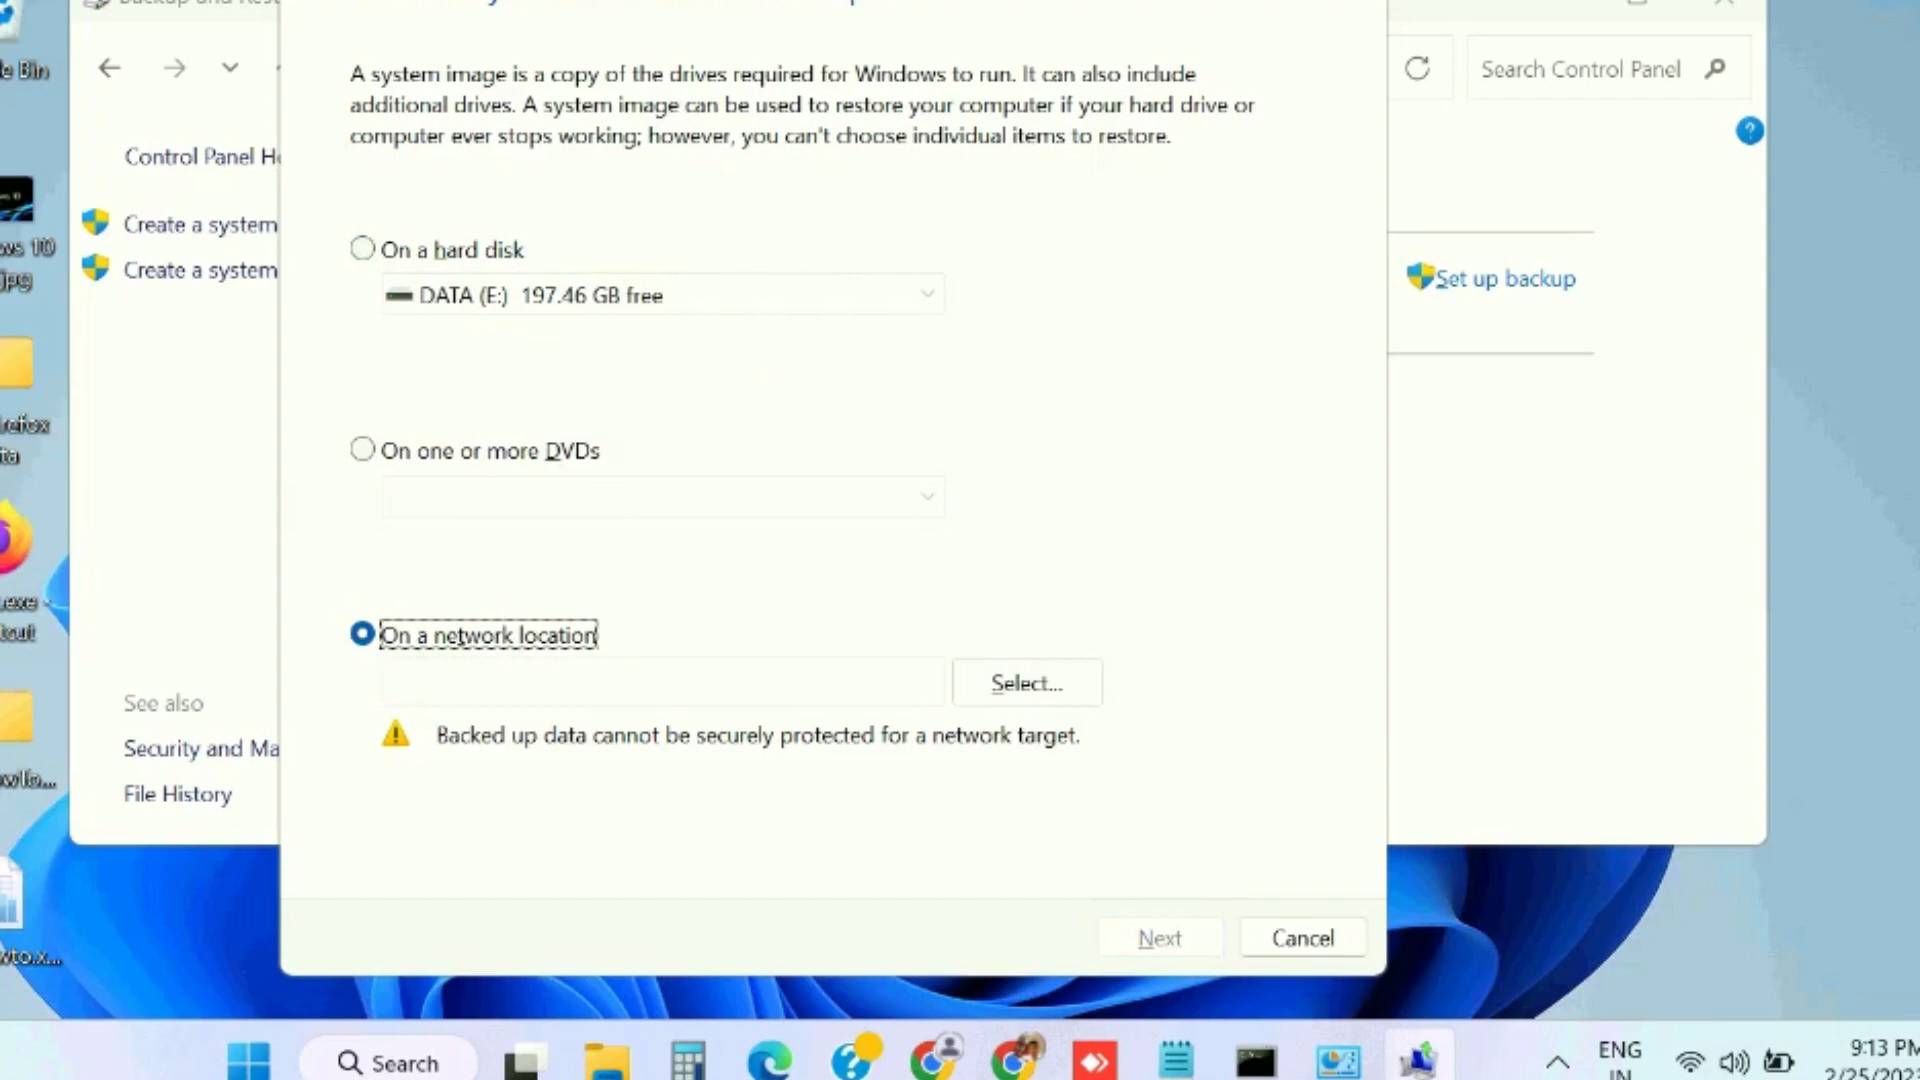 A system image is a copy of the drives required for Windows to run. It can also include
additional drives. A system image can be used to restore your computer if your hard drive or
computer ever stops working; however, you can't choose individual items to restore.
Search Control Panel
Control Panel
Create a system
Create a system
On a hard disk
DATA (E:) 197.46 GB free
Set up backup
On one or more DVDs
On a network location
Select...
Backed up data cannot be securely protected for a network target.
See also
Security and
File History
Next
Cancel
Bin
10
jpg
.exe -
Search
ENG
IN
9:13 PM